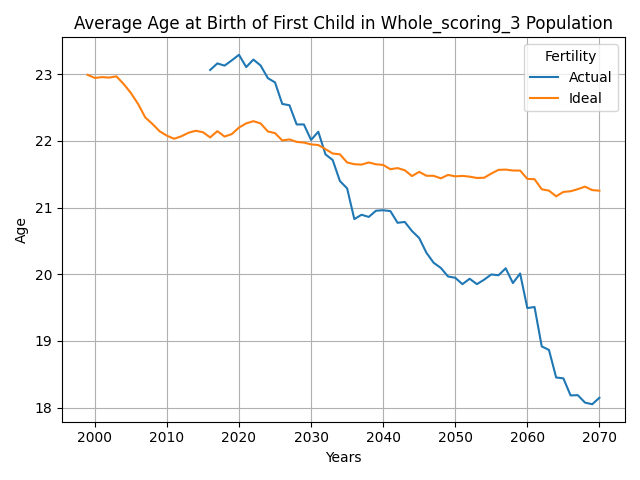 Average Age at Birth of First Child in Whole_scoring_3 Population
Fertility
Actual
Ideal
Age
23
22
21
20
19
18
2000 2010 2020 2030 2040 2050 2060 2070
Years